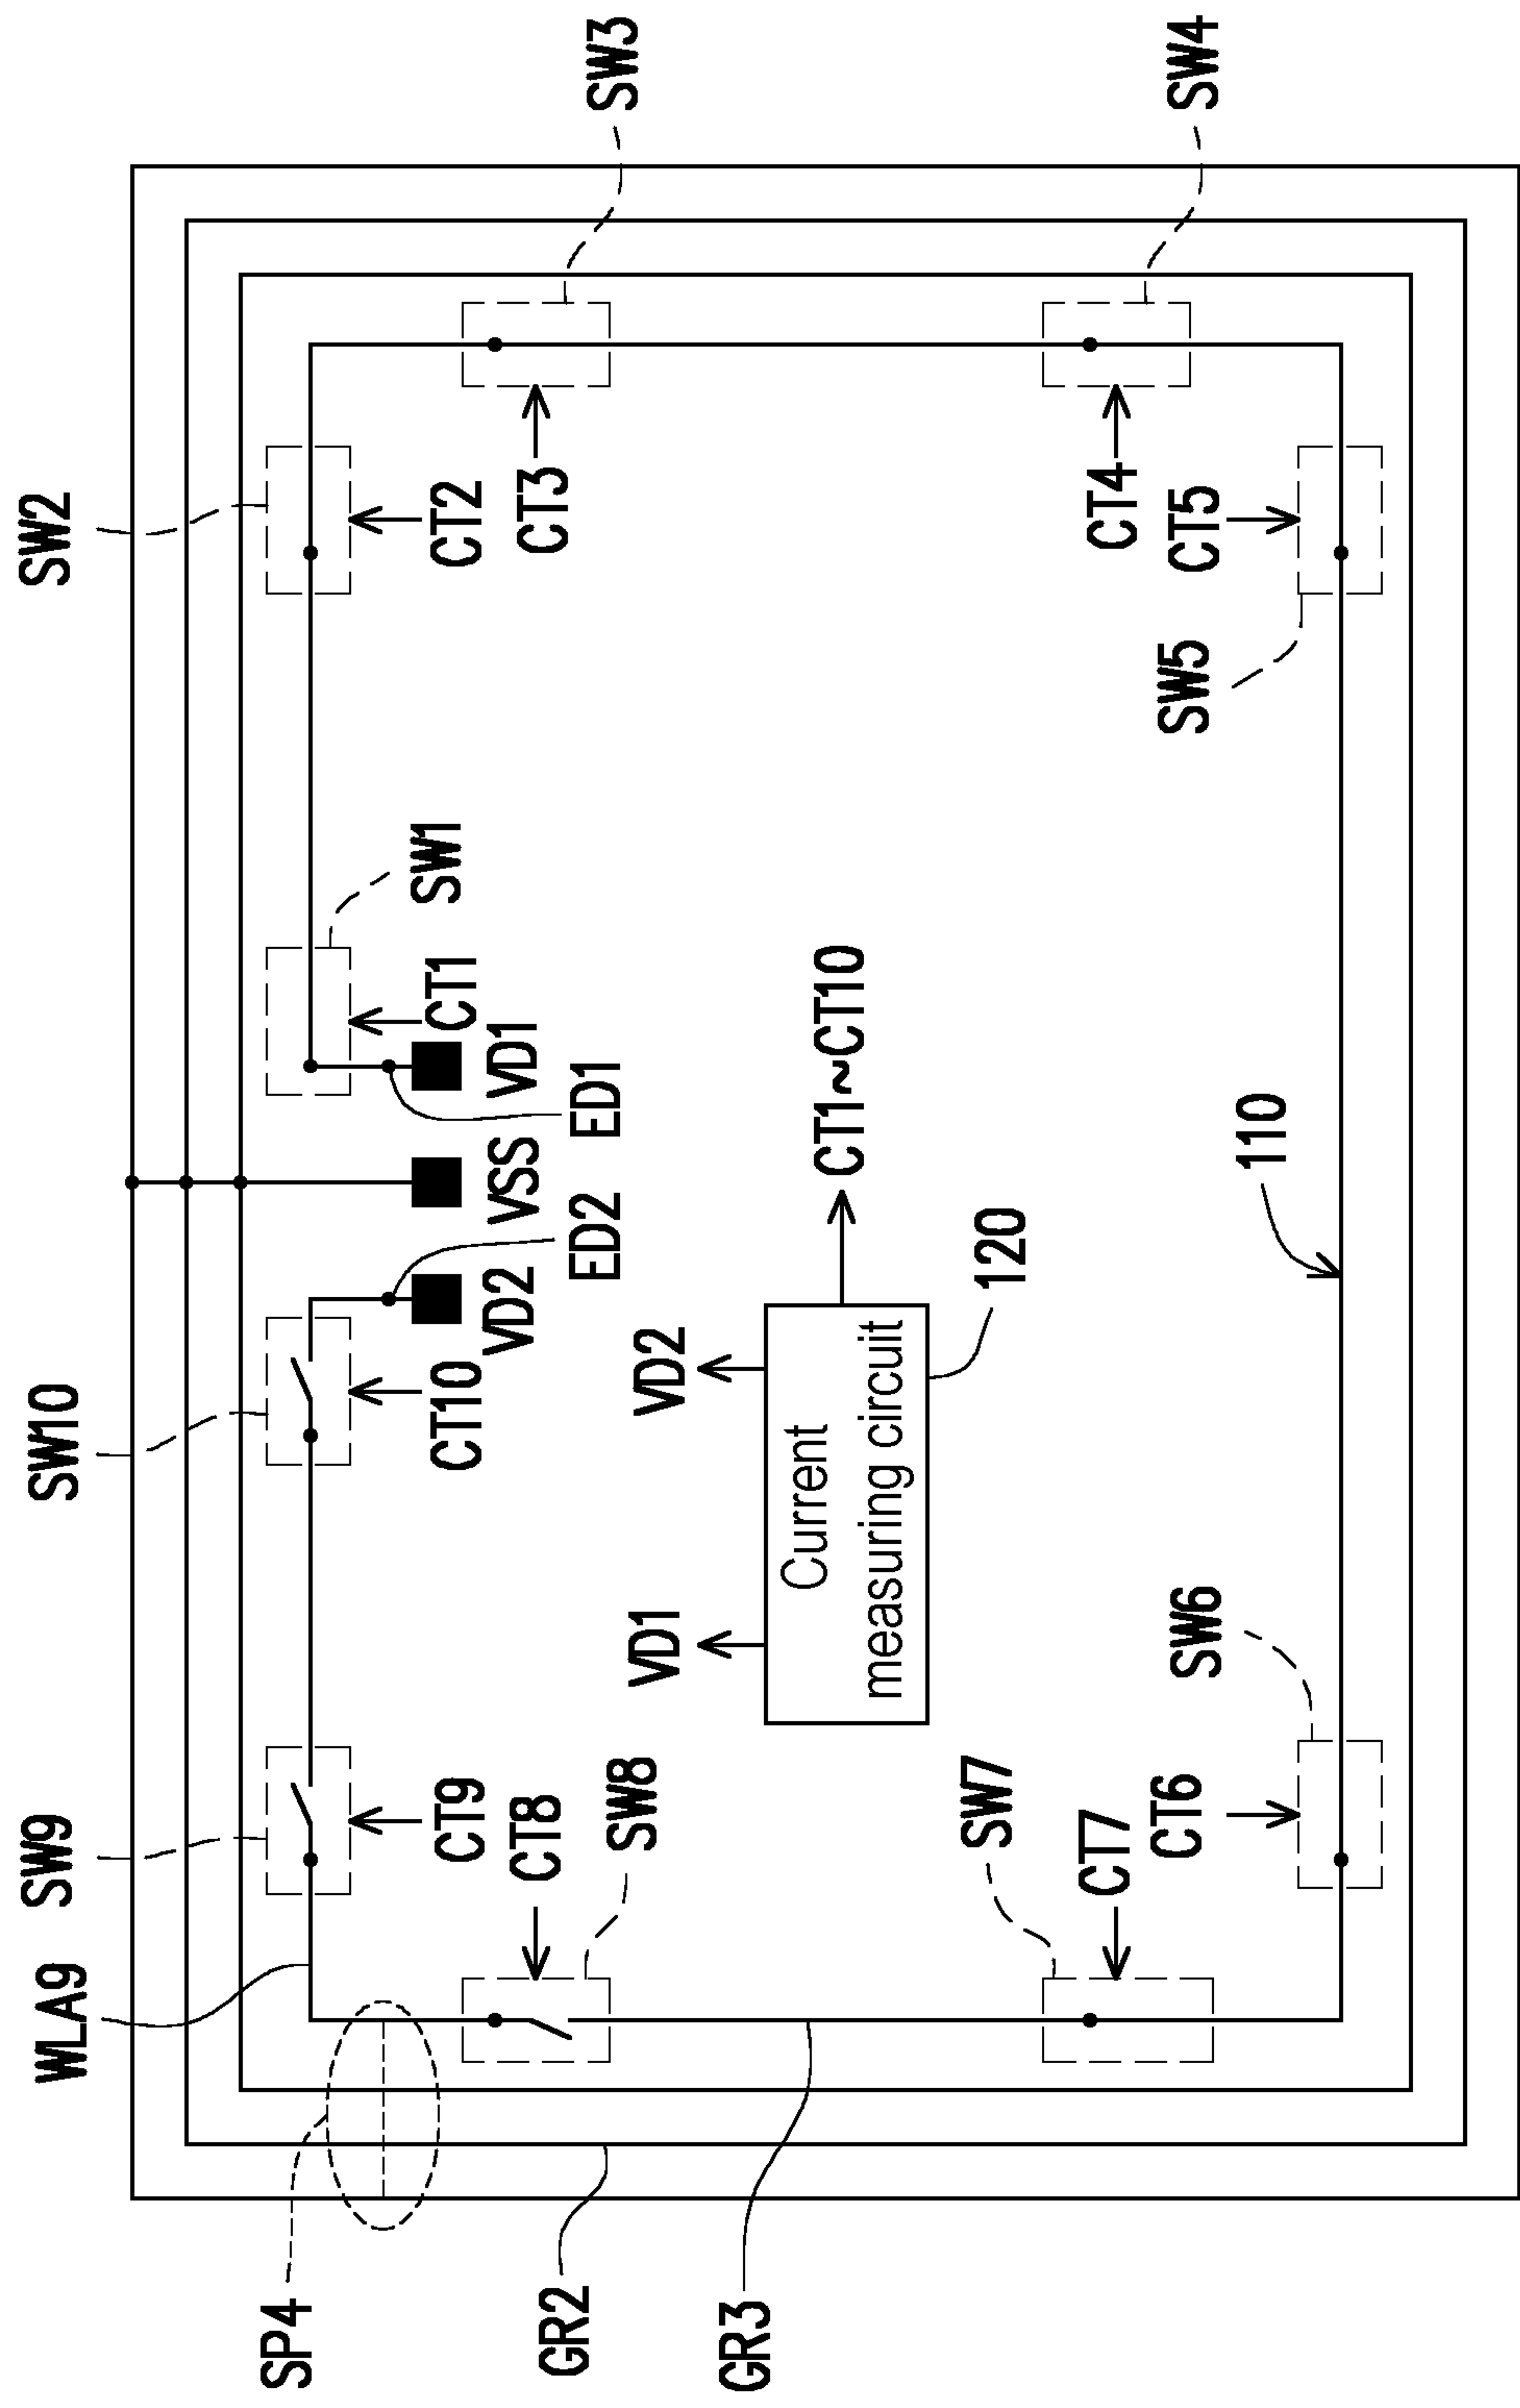 WLA9
SW9
SW10
SW2
SP4
CT9
CT10
SW1
CT1
CT2
CT8
VD2
VSS
VD1
CT3
GR2
SW8
ED2
ED1
SW3
VD1
VD2
GR3
Current
measuring circuit
CT1~CT10
SW7
120
CT7
CT4
CT6
SW6
SW5
CT5
SW4
110